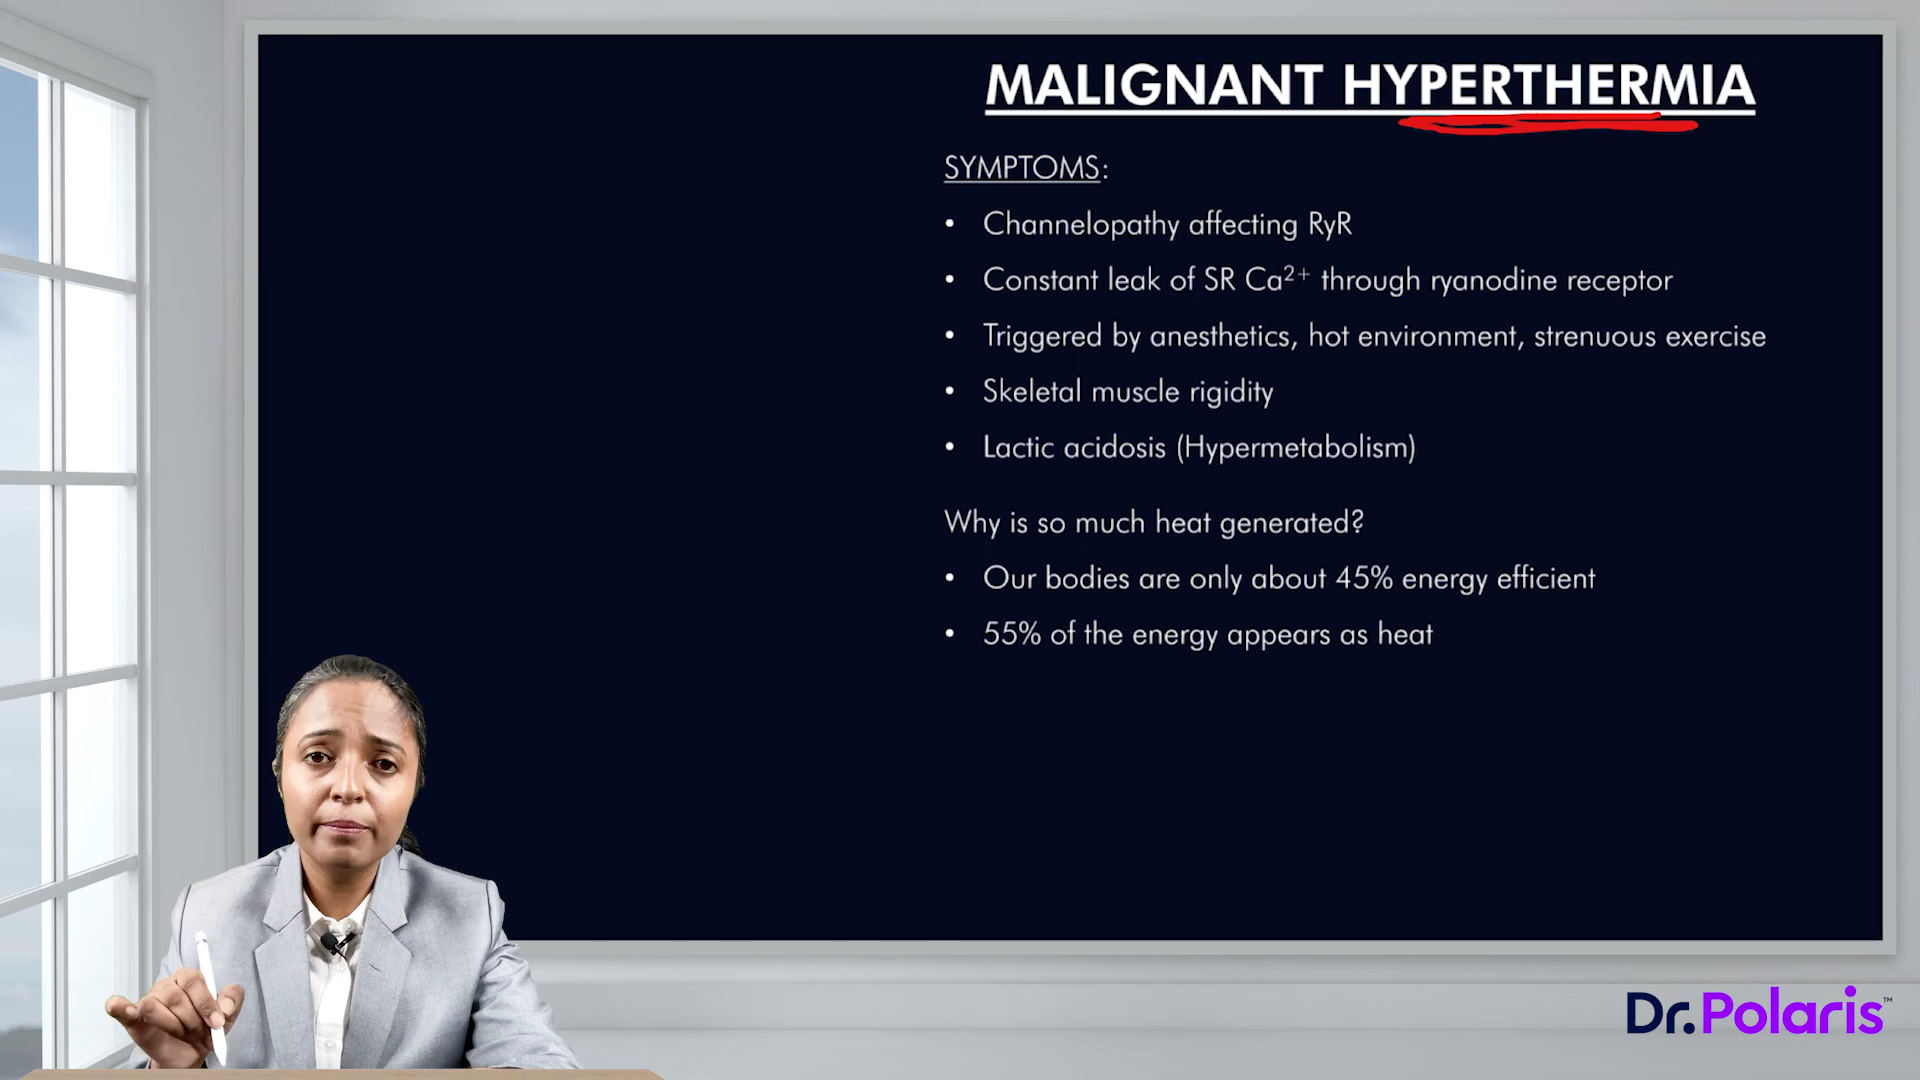 MALIGNANT HYPERTHERMIA
SYMPTOMS:
• Channelopathy affecting RyR
• Constant leak of SR Ca²⁺ through ryanodine receptor
• Triggered by anesthetics, hot environment, strenuous exercise
• Skeletal muscle rigidity
• Lactic acidosis (Hypermetabolism)
Why is so much heat generated?
• Our bodies are only about 45% energy efficient
• 55% of the energy appears as heat
Dr.Polaris™